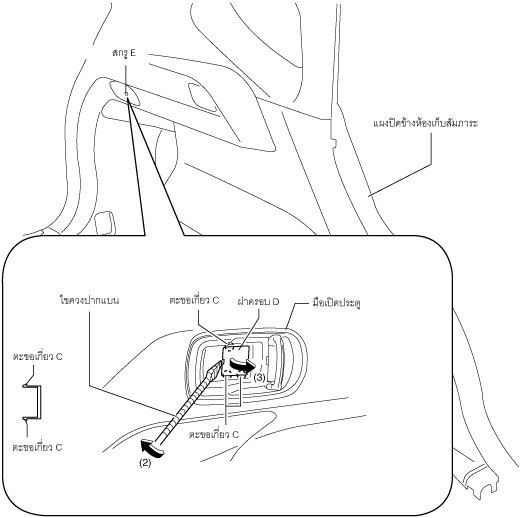 สกรู E
แผงปิดข้างห้องเก็บสัมภาระ
ไขควงปากแบน
ตะขอเกี่ยว C
ฝาครอบ D
มือเปิดประตู
ตะขอเกี่ยว C
(3)
ตะขอเกี่ยว C
ตะขอเกี่ยว C
(2)